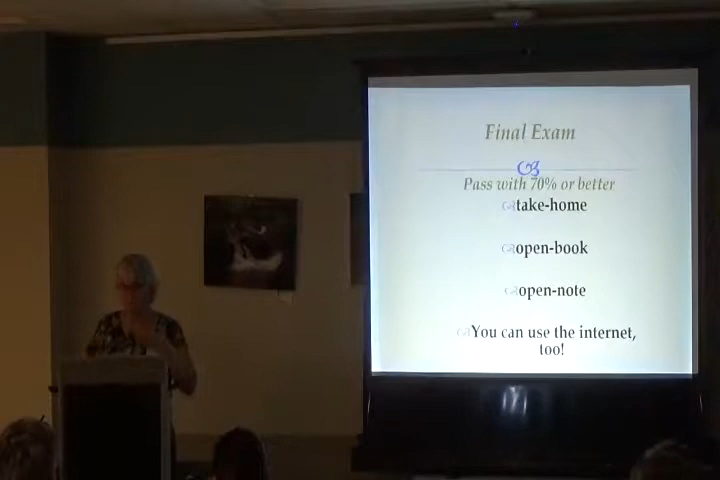 Final Exam
Pass with 70% or better
take-home
open-book
open-note
You can use the internet,
too!